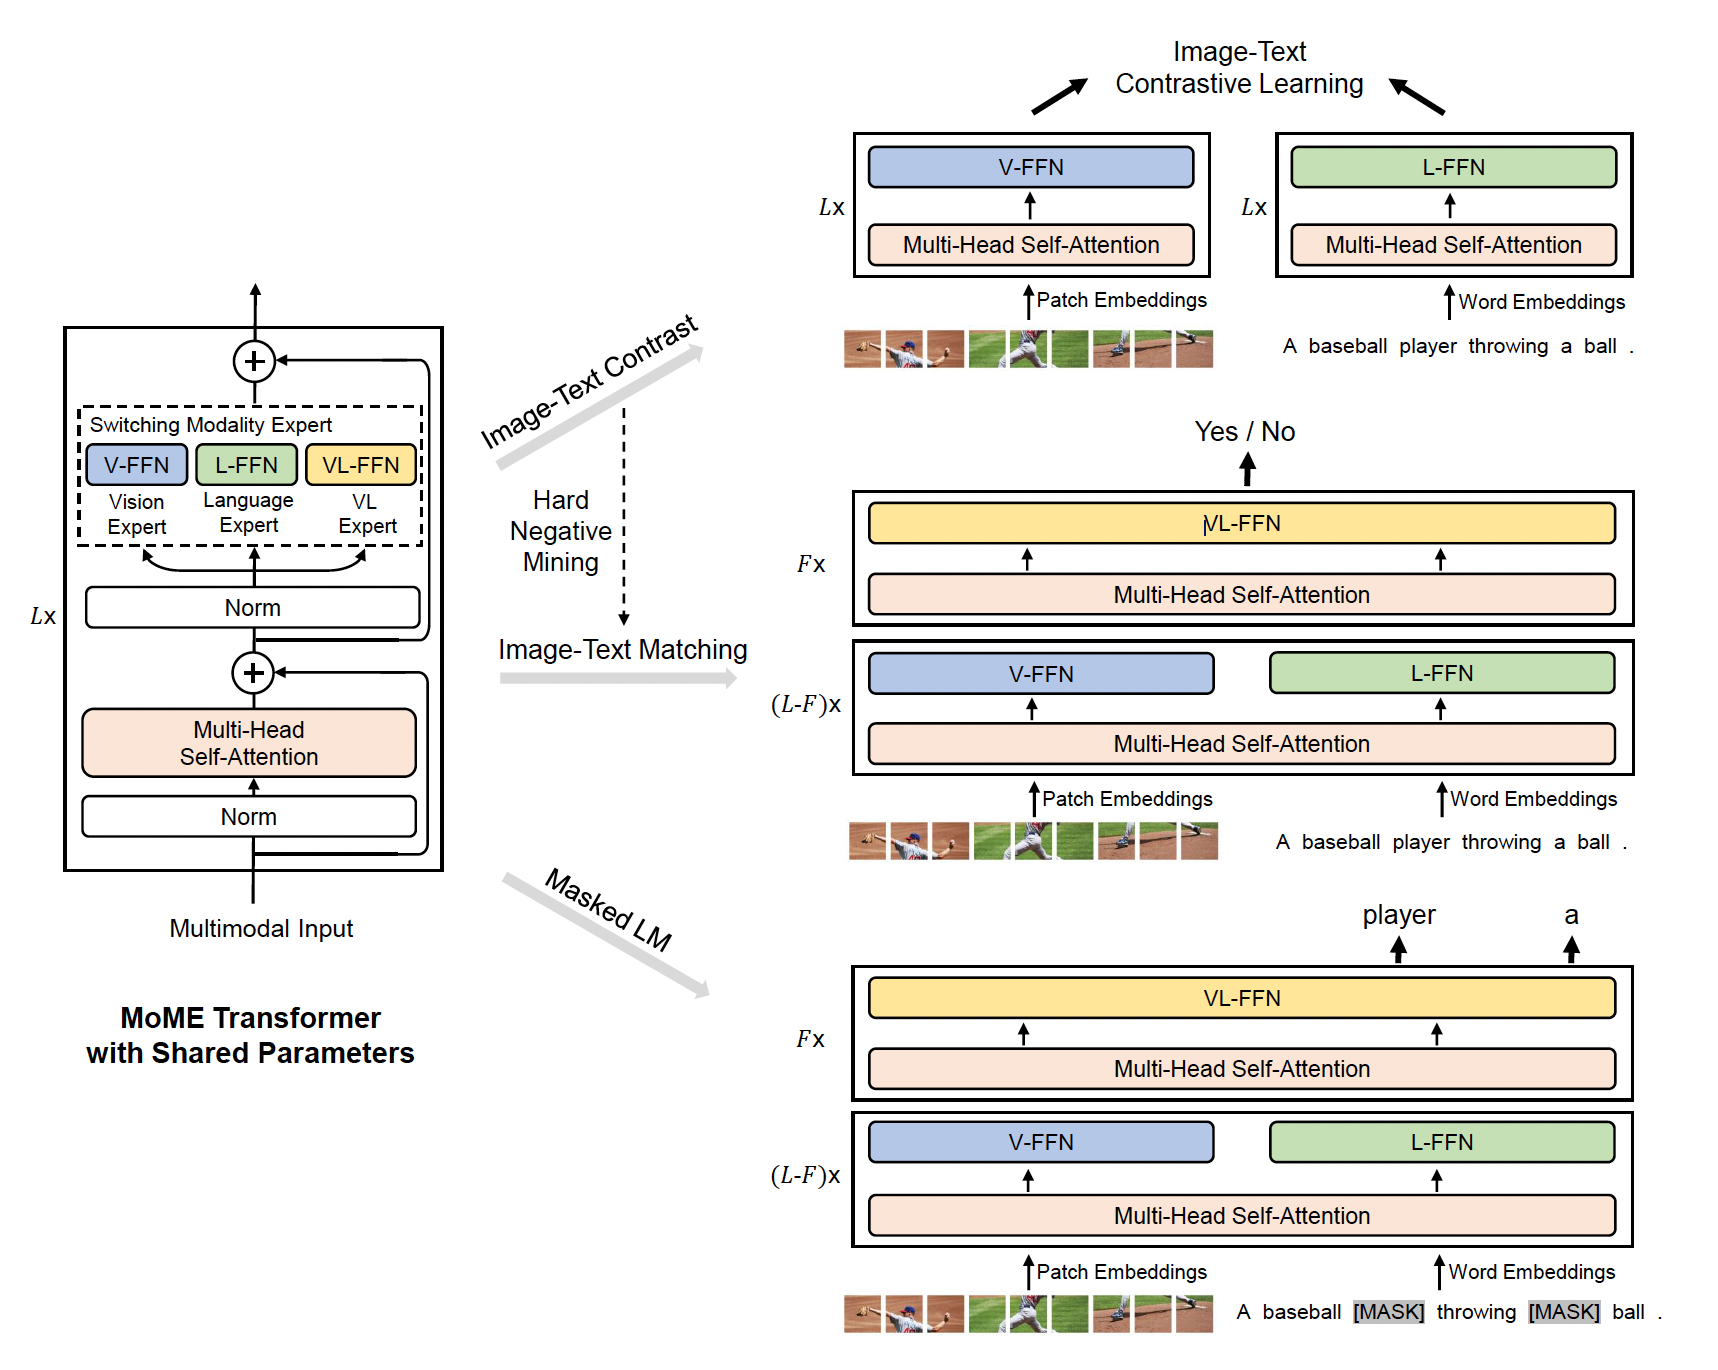 Image-Text
Contrastive Learning
V-FFN
L-FFN
Lx
Lx
Multi-Head Self-Attention
Multi-Head Self-Attention
Patch Embeddings
Word Embeddings
A baseball player throwing a ball .
Switching Modality Expert
V-FFN
L-FFN
VL-FFN
Vision
Expert
Language
Expert
VL
Expert
Norm
Lx
Multi-Head
Self-Attention
Norm
Multimodal Input
MoME Transformer
with Shared Parameters
Image-Text Contrast
Hard
Negative
Mining
Image-Text Matching
Masked LM
Yes / No
VL-FFN
Fx
Multi-Head Self-Attention
V-FFN
L-FFN
(L-F)x
Multi-Head Self-Attention
Patch Embeddings
Word Embeddings
A baseball player throwing a ball .
player
a
VL-FFN
Fx
Multi-Head Self-Attention
V-FFN
L-FFN
(L-F)x
Multi-Head Self-Attention
Patch Embeddings
Word Embeddings
A baseball [MASK] throwing [MASK] ball .